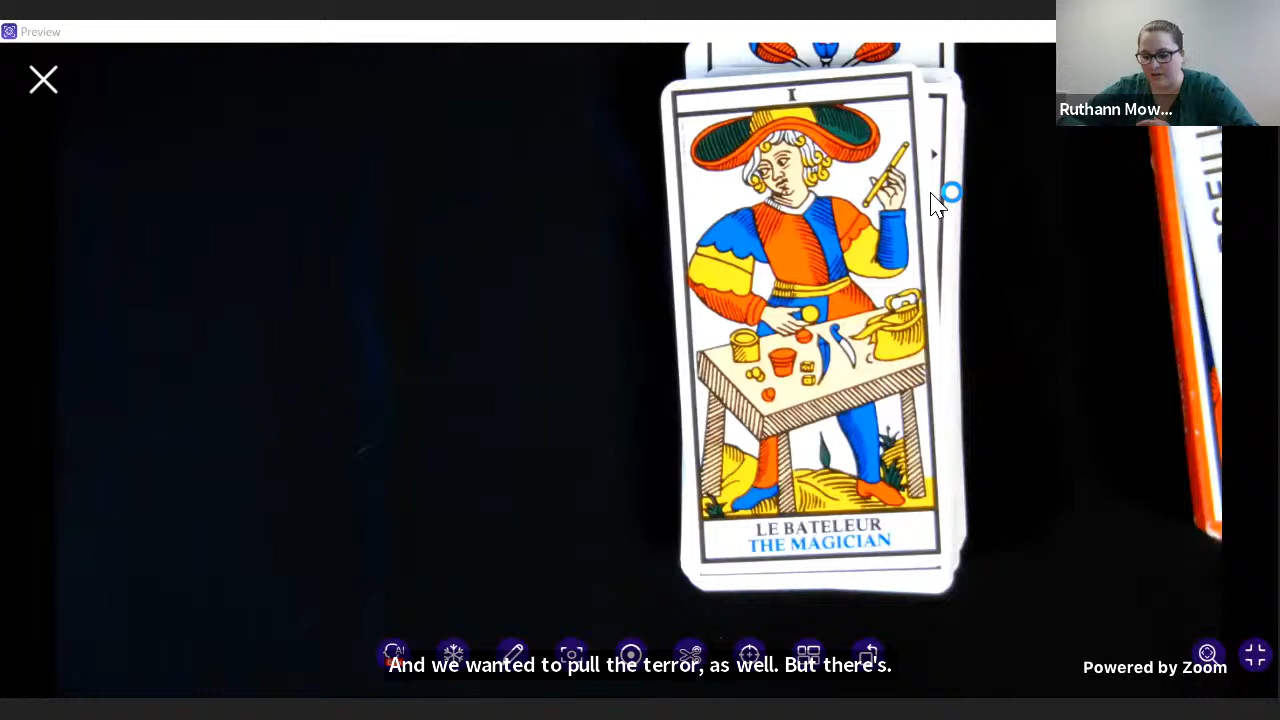 Preview
Ruthann Mow...
I
LE BATELEUR
THE MAGICIAN
And we wanted to pull the terror, as well. But there's.
Powered by Zoom